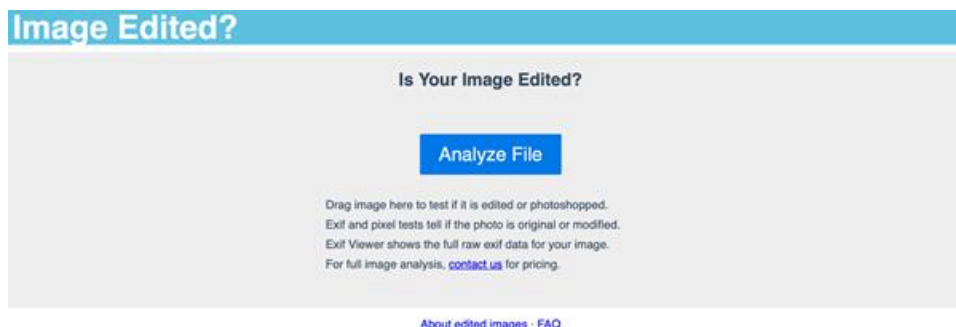 Image Edited?
Is Your Image Edited?
Analyze File
Drag image here to test if it is edited or photoshopped.
Exif and pixel tests tell if the photo is original or modified.
Exif Viewer shows the full raw exif data for your image.
For full image analysis, contact us for pricing.
About edited images · FAQ